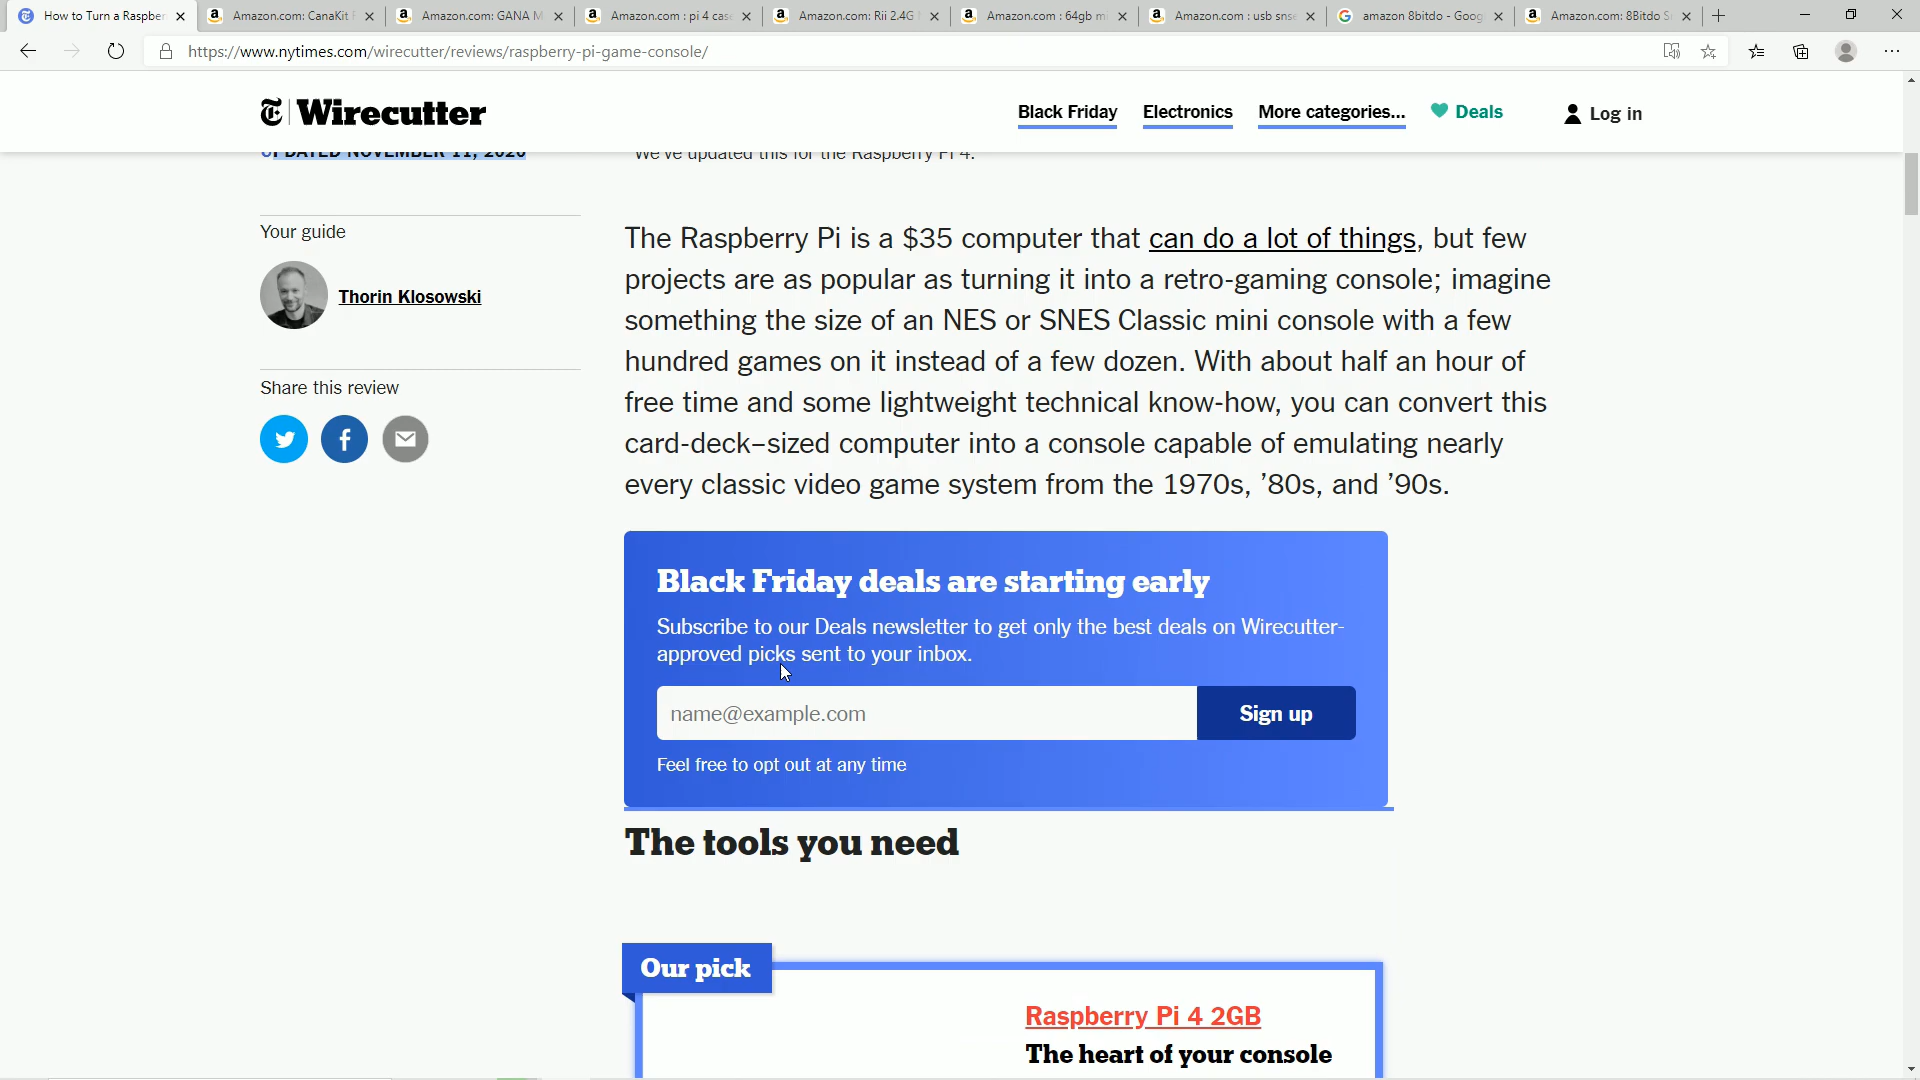 How to Turn a Raspber
Amazon.com: CanaKit
Amazon.com: GANA M
Amazon.com : pi 4 cas
Amazon.com: Rii 2.4G
Amazon.com : 64gb mi
Amazon.com : usb snse
amazon 8bitdo - Goog
Amazon.com: 8Bitdo S
https://www.nytimes.com/wirecutter/reviews/raspberry-pi-game-console/
Wirecutter
Black Friday
Electronics
More categories...
Deals
Log in
UPDATED NOVEMBER 11, 2020
We've updated this for the Raspberry Pi 4.
Your guide
Thorin Klosowski
Share this review
The Raspberry Pi is a $35 computer that can do a lot of things, but few
projects are as popular as turning it into a retro-gaming console; imagine
something the size of an NES or SNES Classic mini console with a few
hundred games on it instead of a few dozen. With about half an hour of
free time and some lightweight technical know-how, you can convert this
card-deck–sized computer into a console capable of emulating nearly
every classic video game system from the 1970s, ’80s, and ’90s.
Black Friday deals are starting early
Subscribe to our Deals newsletter to get only the best deals on Wirecutter-
approved picks sent to your inbox.
name@example.com
Sign up
Feel free to opt out at any time
The tools you need
Our pick
Raspberry Pi 4 2GB
The heart of your console